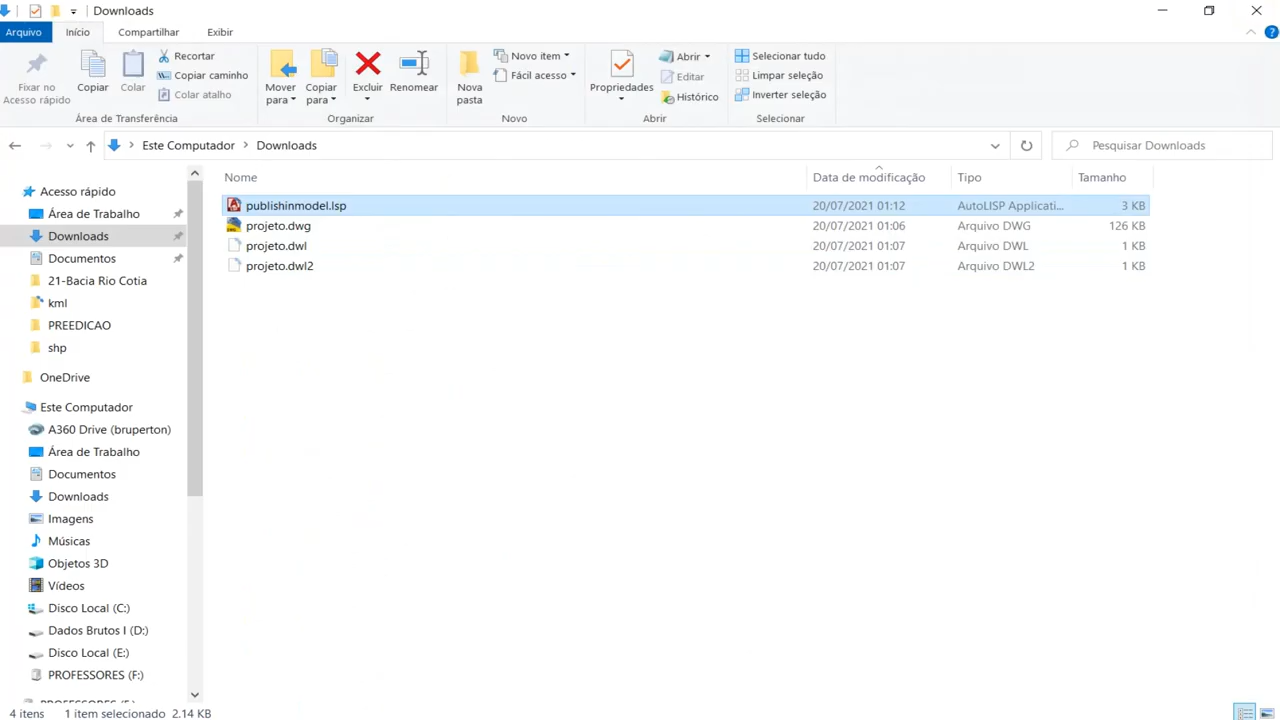 Downloads
Arquivo Início Compartilhar Exibir
Fixar no Acesso rápido
Copiar
Colar
Recortar
Copiar caminho
Colar atalho
Área de Transferência
Mover para
Copiar para
Excluir
Renomear
Organizar
Nova pasta
Novo item
Fácil acesso
Novo
Propriedades
Abrir
Editar
Histórico
Abrir
Selecionar tudo
Limpar seleção
Inverter seleção
Selecionar
Este Computador > Downloads
Pesquisar Downloads
Acesso rápido
Área de Trabalho
Downloads
Documentos
21-Bacia Rio Cotia
kml
PREEDICAO
shp
OneDrive
Este Computador
A360 Drive (bruperton)
Área de Trabalho
Documentos
Downloads
Imagens
Músicas
Objetos 3D
Vídeos
Disco Local (C:)
Dados Brutos I (D:)
Disco Local (E:)
PROFESSORES (F:)
Nome Data de modificação Tipo Tamanho
publishinmodel.lsp 20/07/2021 01:12 AutoLISP Applicati... 3 KB
projeto.dwg 20/07/2021 01:06 Arquivo DWG 126 KB
projeto.dwl 20/07/2021 01:07 Arquivo DWL 1 KB
projeto.dwl2 20/07/2021 01:07 Arquivo DWL2 1 KB
4 itens 1 item selecionado 2.14 KB